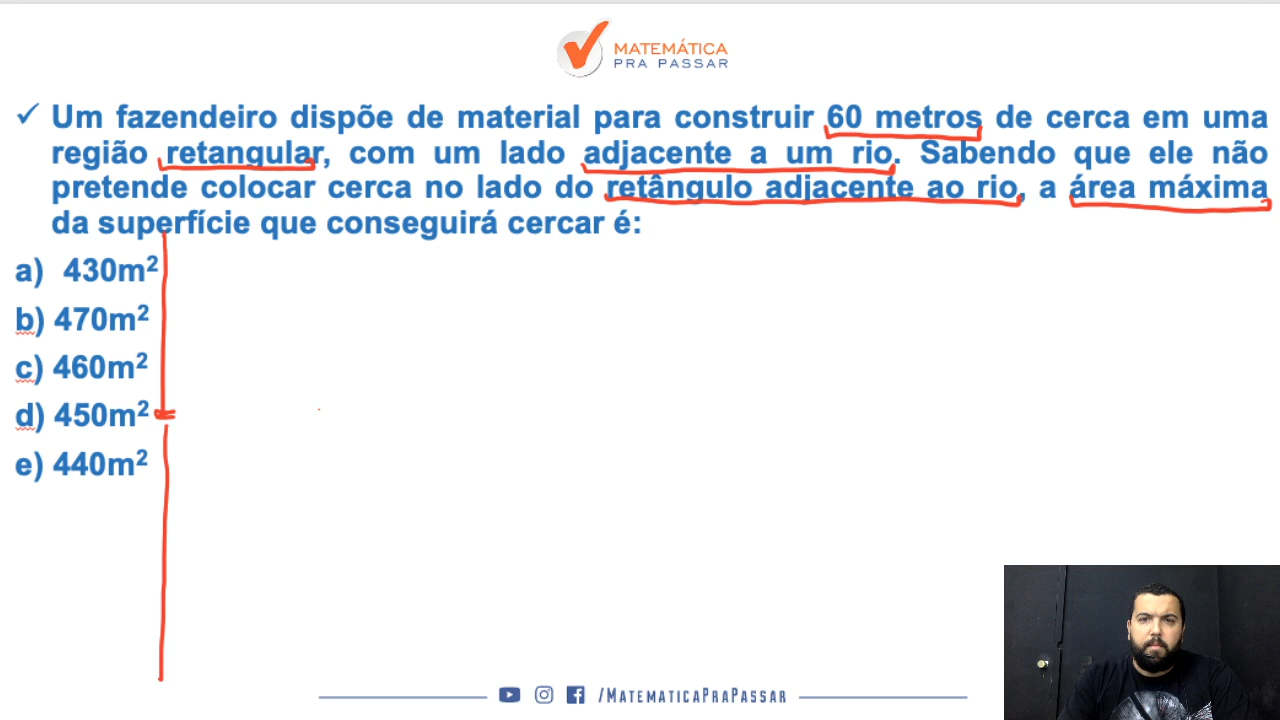 MATEMÁTICA
PRA PASSAR
✓ Um fazendeiro dispõe de material para construir 60 metros de cerca em uma
região retangular, com um lado adjacente a um rio. Sabendo que ele não
pretende colocar cerca no lado do retângulo adjacente ao rio, a área máxima
da superfície que conseguirá cercar é:
a) 430m²
b) 470m²
c) 460m²
d) 450m²
e) 440m²
/MATEMATICAPRAPASSAR